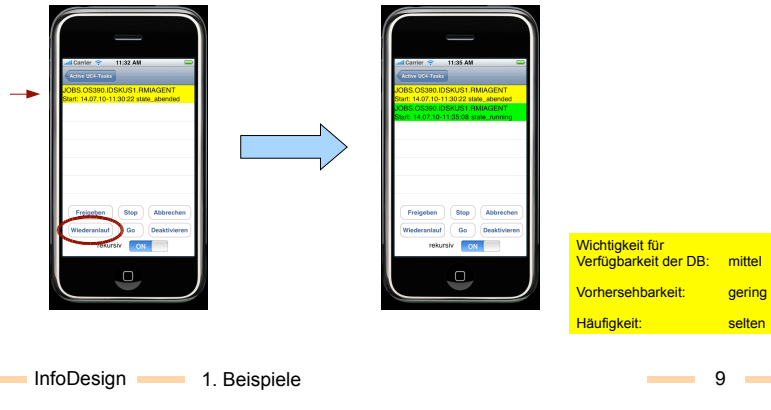 Carrier 11:32 AM
Active UC4-Tasks
JOBS.OS390.IDSKUS1.RMIAGENT
Start: 14.07.10-11:30:22 state_abended
Freigeben Stop Abbrechen
Wiederanlauf Go Deaktivieren
rekursiv ON
Carrier 11:35 AM
Active UC4-Tasks
JOBS.OS390.IDSKUS1.RMIAGENT
Start: 14.07.10-11:30:22 state_abended
JOBS.OS390.IDSKUS1.RMIAGENT
Start: 14.07.10-11:35:08 state_running
Freigeben Stop Abbrechen
Wiederanlauf Go Deaktivieren
rekursiv ON
Wichtigkeit für
Verfügbarkeit der DB: mittel
Vorhersehbarkeit: gering
Häufigkeit: selten
InfoDesign 1. Beispiele 9